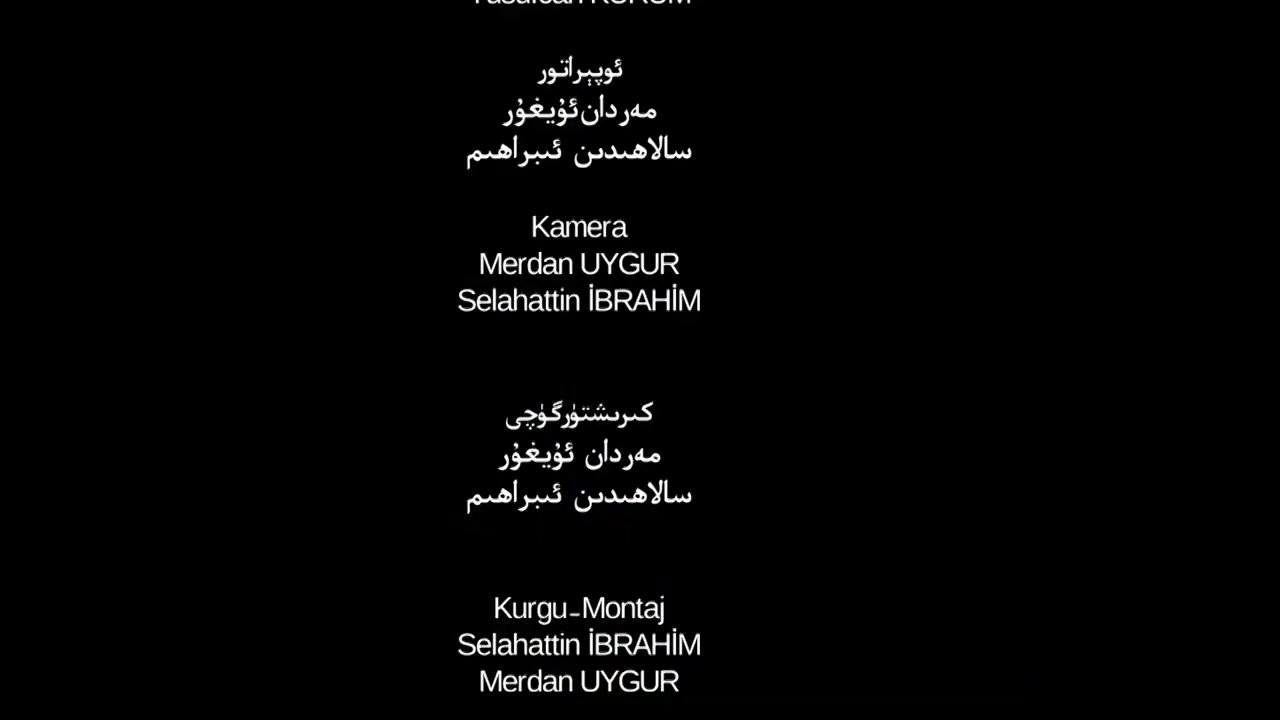 ئوپېراتور
مەردان ئۇيغۇر
سالاھىدىن ئىبراھىم
Kamera
Merdan UYGUR
Selahattin İBRAHİM
كىرىشتۈرگۈچى
مەردان ئۇيغۇر
سالاھىدىن ئىبراھىم
Kurgu-Montaj
Selahattin İBRAHİM
Merdan UYGUR